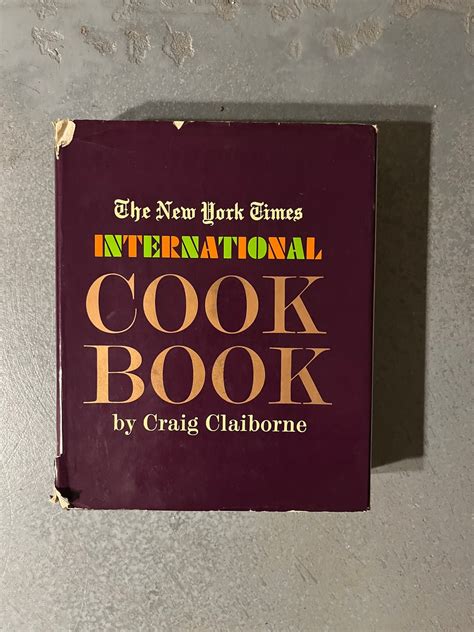 The New York Times
INTERNATIONAL
COOK
BOOK
by Craig Claiborne